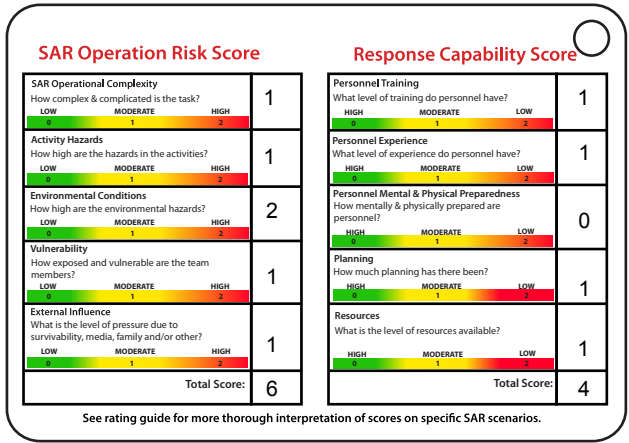 SAR Operation Risk Score
SAR Operational Complexity
How complex & complicated is the task?
LOW MODERATE HIGH
0 1 2
1
Activity Hazards
How high are the hazards in the activities?
LOW MODERATE HIGH
0 1 2
1
Environmental Conditions
How high are the environmental hazards?
LOW MODERATE HIGH
0 1 2
2
Vulnerability
How exposed and vulnerable are the team
members?
LOW MODERATE HIGH
0 1 2
1
External Influence
What is the level of pressure due to
survivability, media, family and/or other?
LOW MODERATE HIGH
0 1 2
1
Total Score: 6
Response Capability Score
Personnel Training
What level of training do personnel have?
HIGH MODERATE LOW
0 1 2
1
Personnel Experience
What level of experience do personnel have?
HIGH MODERATE LOW
0 1 2
1
Personnel Mental & Physical Preparedness
How mentally & physically prepared are
personnel?
HIGH MODERATE LOW
0 1 2
0
Planning
How much planning has there been?
HIGH MODERATE LOW
0 1 2
1
Resources
What is the level of resources available?
HIGH MODERATE LOW
0 1 2
1
Total Score: 4
See rating guide for more thorough interpretation of scores on specific SAR scenarios.